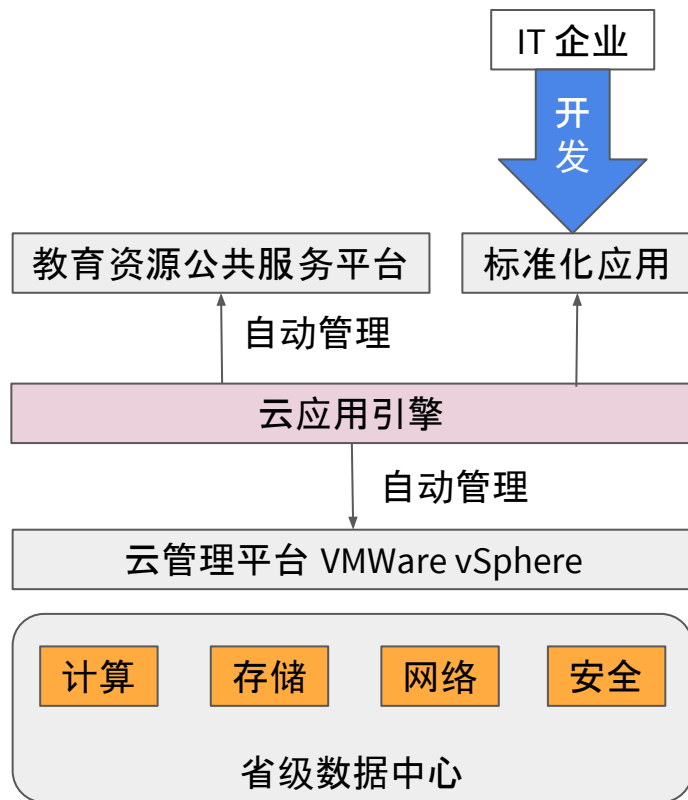 IT 企业
开
发
教育资源公共服务平台
标准化应用
自动管理
云应用引擎
自动管理
云管理平台 VMWare vSphere
计算
存储
网络
安全
省级数据中心